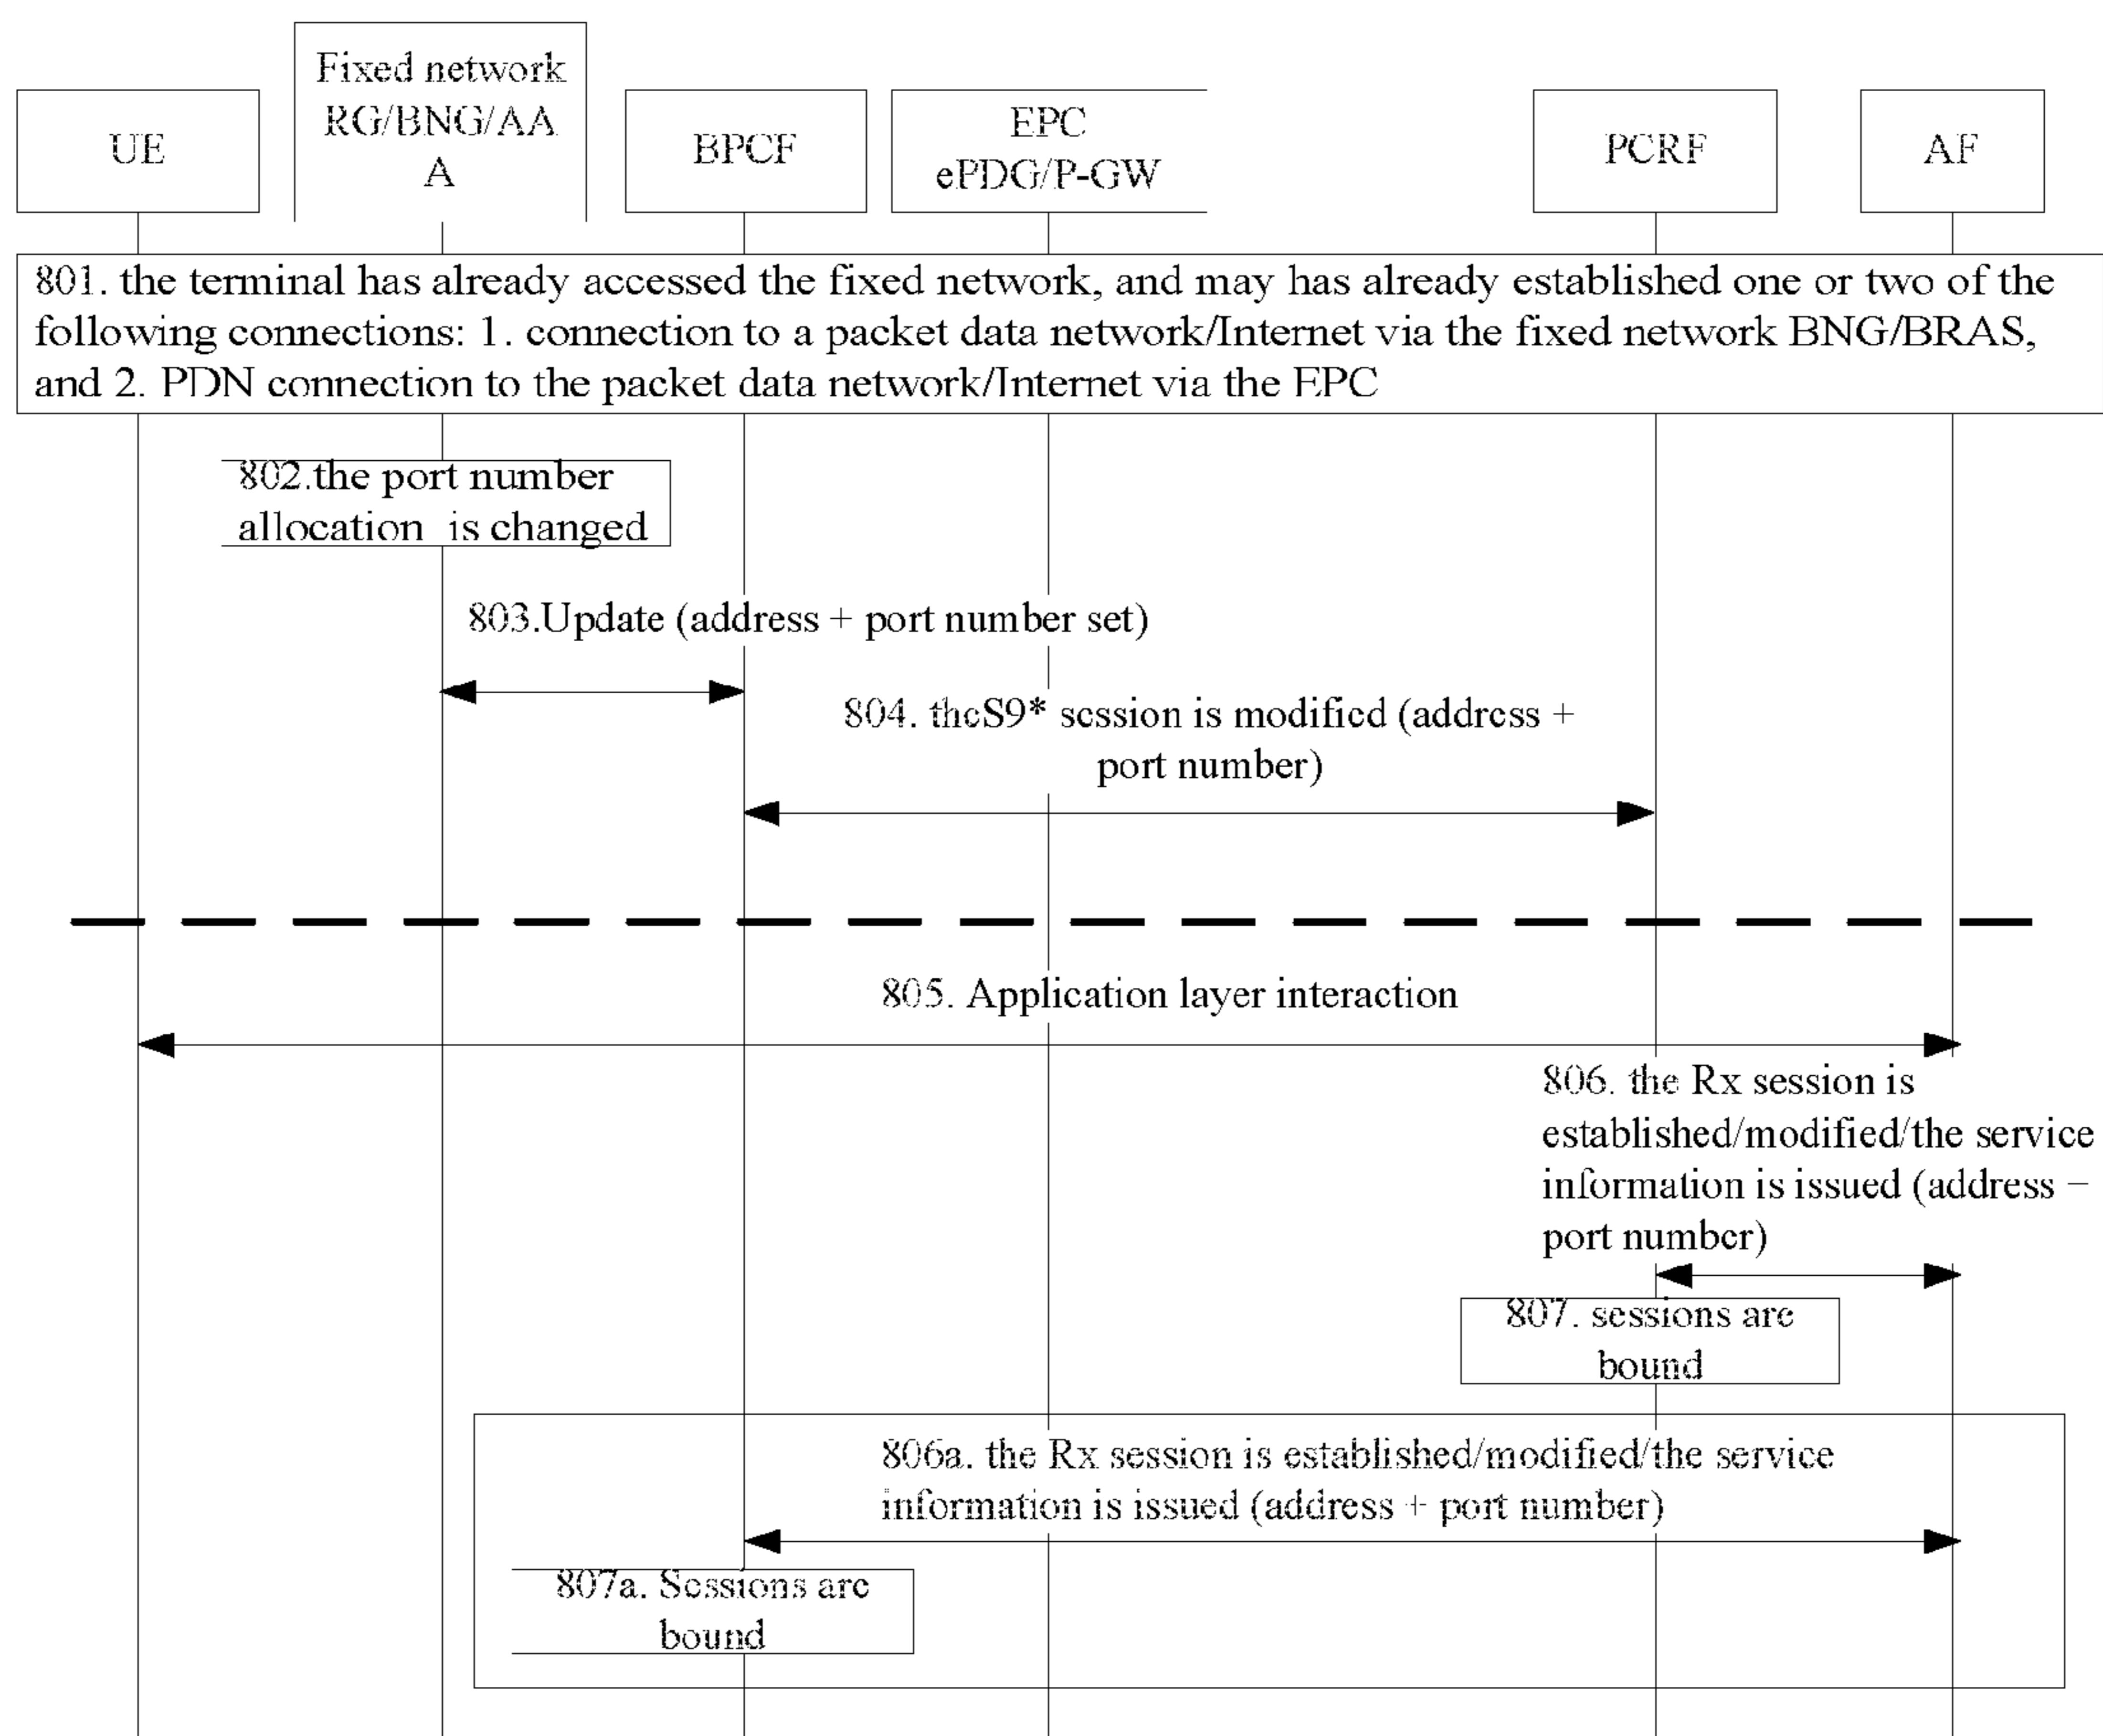 Fixed network
RG/BNG/AA
A
UE
BPCF
EPC
ePDG/P-GW
PCRF
AF
801. the terminal has already accessed the fixed network, and may has already established one or two of the
following connections: 1. connection to a packet data network/Internet via the fixed network BNG/BRAS,
and 2. PDN connection to the packet data network/Internet via the EPC
802.the port number
allocation is changed
803.Update (address + port number set)
804. theS9* session is modified (address +
port number)
805. Application layer interaction
806. the Rx session is
established/modified/the service
information is issued (address −
port number)
807. sessions are
bound
806a. the Rx session is established/modified/the service
information is issued (address + port number)
807a. Sessions are
bound